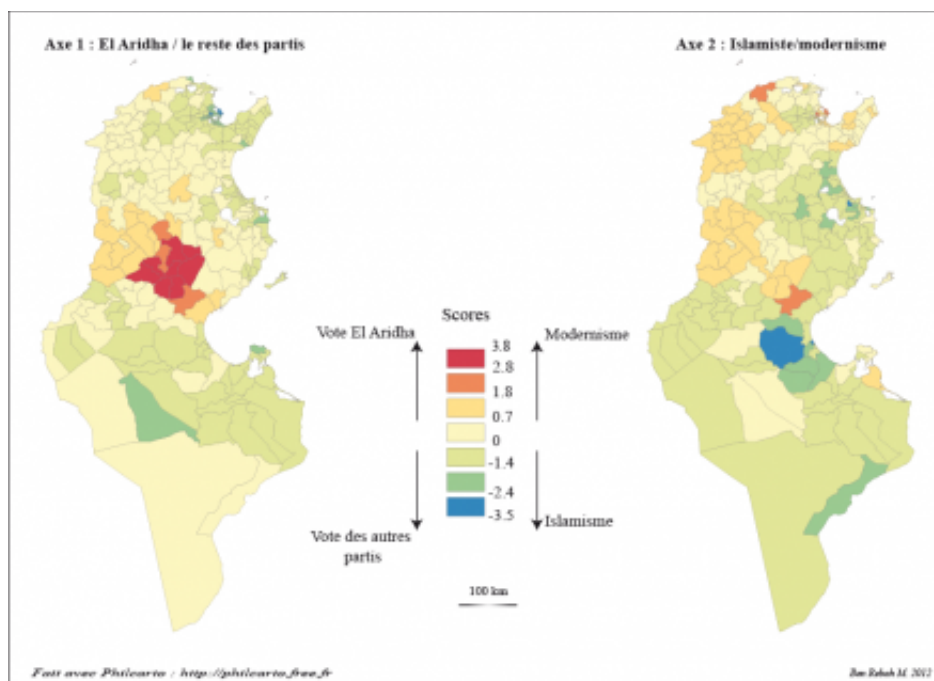 Axe 1 : El Aridha / le reste des partis
Axe 2 : Islamiste/modernisme
Scores
Vote El Aridha
Modernisme
3.8
2.8
1.8
0.7
0
-1.4
-2.4
-3.5
Vote des autres
partis
Islamisme
100 km
Fait avec Philcarto : http://philcarto.free.fr
Ben Rebah M. 2012